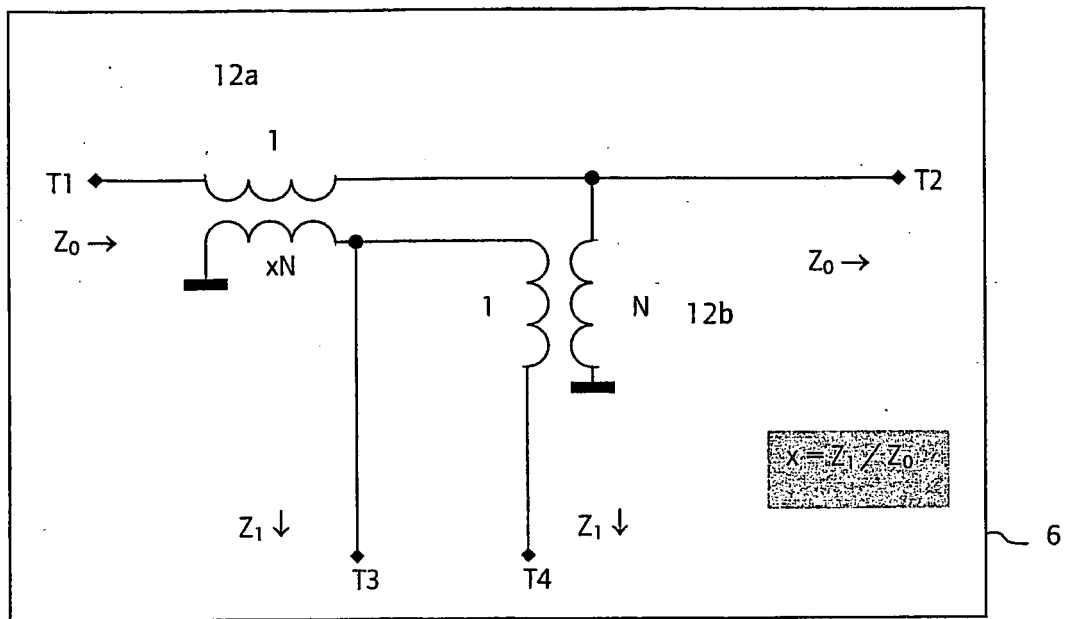 12a
1
T1
T2
Z₀ →
xN
Z₀ →
1
N
12b
x = Z₁ / Z₀
Z₁ ↓
Z₁ ↓
6
T3
T4